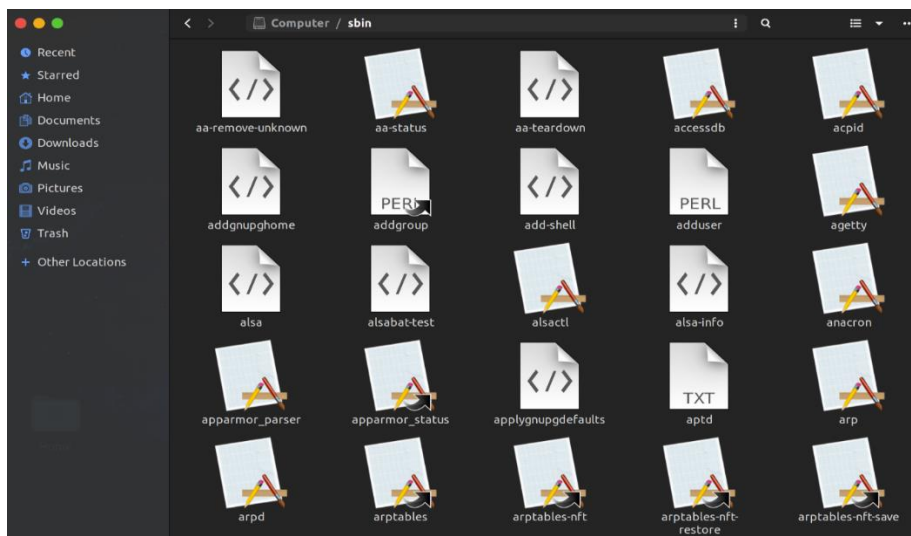 Computer / sbin
Recent
Starred
Home
Documents
Downloads
Music
Pictures
Videos
Trash
+ Other Locations
</> </>
aa-remove-unknown aa-status aa-teardown accessdb acpid
</> PERL </> PERL
addgnupghome addgroup add-shell adduser agetty
</> </> </>
alsa alsabat-test alsactl alsa-info anacron
</> TXT
apparmor_parser apparmor_status applygnupgdefaults aptd arp
arpd arptables arptables-nft arptables-nft-restore arptables-nft-save